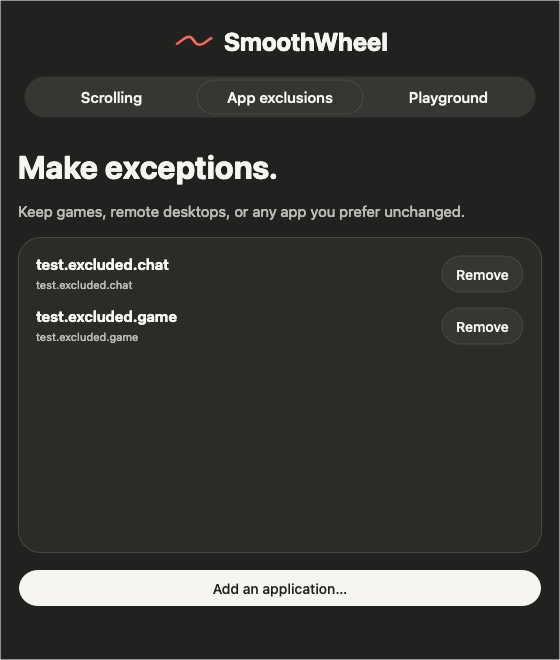 SmoothWheel
Scrolling
App exclusions
Playground
Make exceptions.
Keep games, remote desktops, or any app you prefer unchanged.
test.excluded.chat
test.excluded.chat
Remove
test.excluded.game
test.excluded.game
Remove
Add an application...